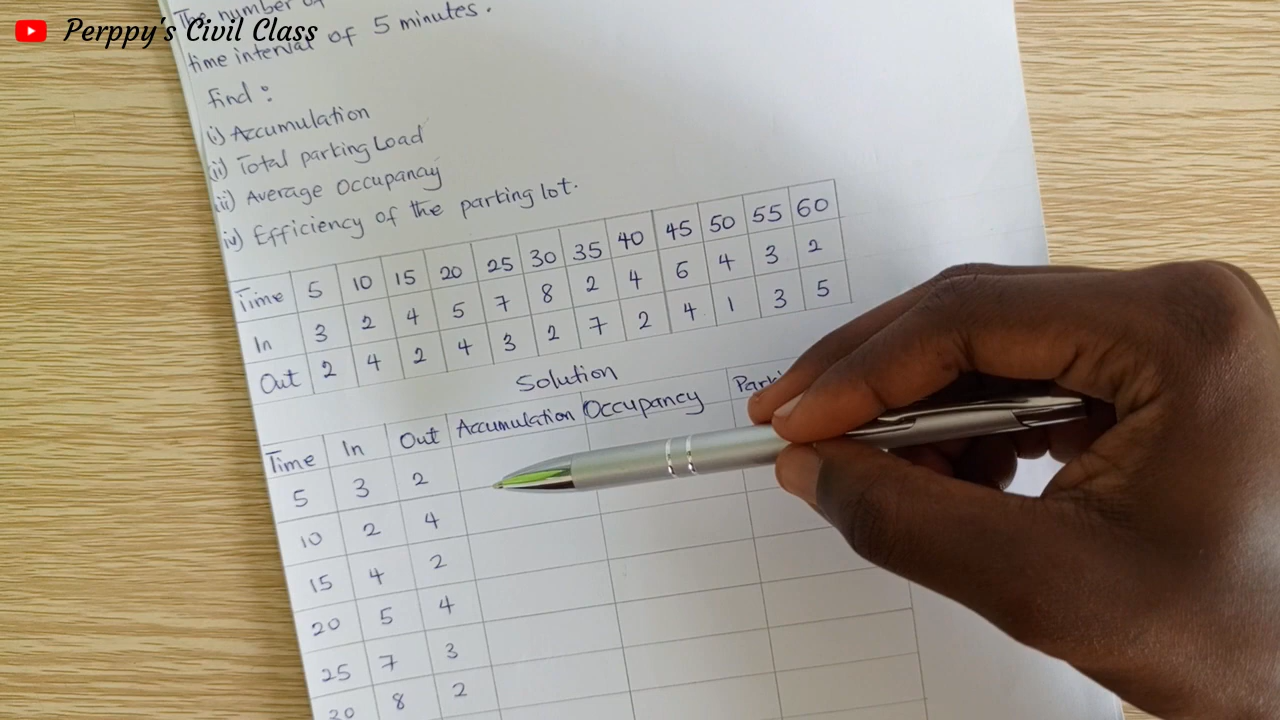 Perppy's Civil Class
The number of
time interval of 5 minutes.
find:
(i) Accumulation
(ii) Total parking Load
(iii) Average Occupancy
iv) Efficiency of the parking lot.
Time 5 10 15 20 25 30 35 40 45 50 55 60
In 3 2 4 5 7 8 2 4 6 4 3 2
Out 2 4 2 4 3 2 7 2 4 1 3 5
Solution
Time In Out Accumulation Occupancy
5 3 2
10 2 4
15 4 2
20 5 4
25 7 3
30 8 2